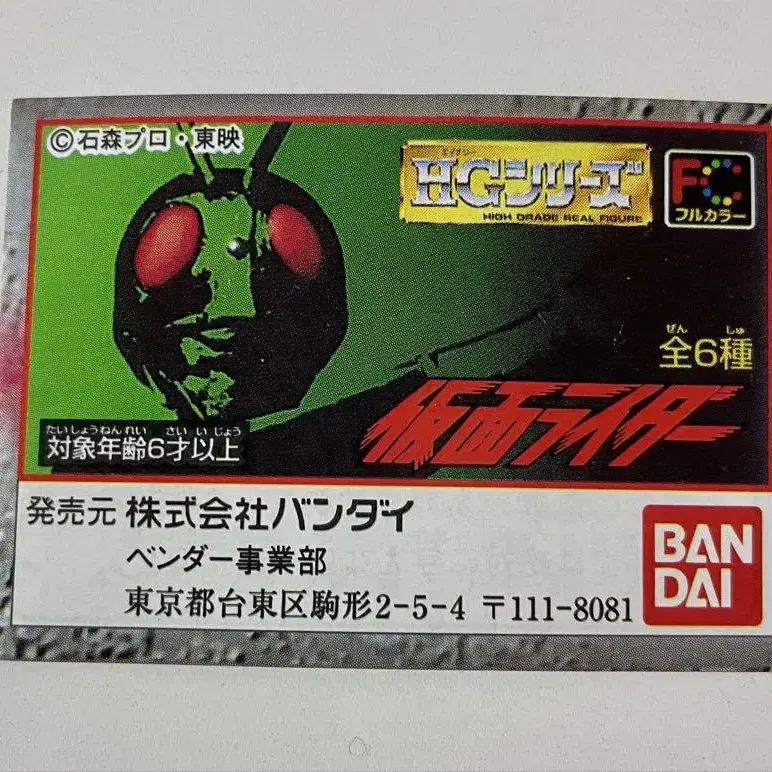 ©石森プロ・東映
エイチジー
HGシリーズ
HIGH GRADE REAL FIGURE
FC
フルカラー
ぜん しゅ
全6種
仮面ライダー
たいしょうねんれい さい いじょう
対象年齢6才以上
発売元 株式会社バンダイ
ベンダー事業部
東京都台東区駒形2-5-4 〒111-8081
BAN
DAI